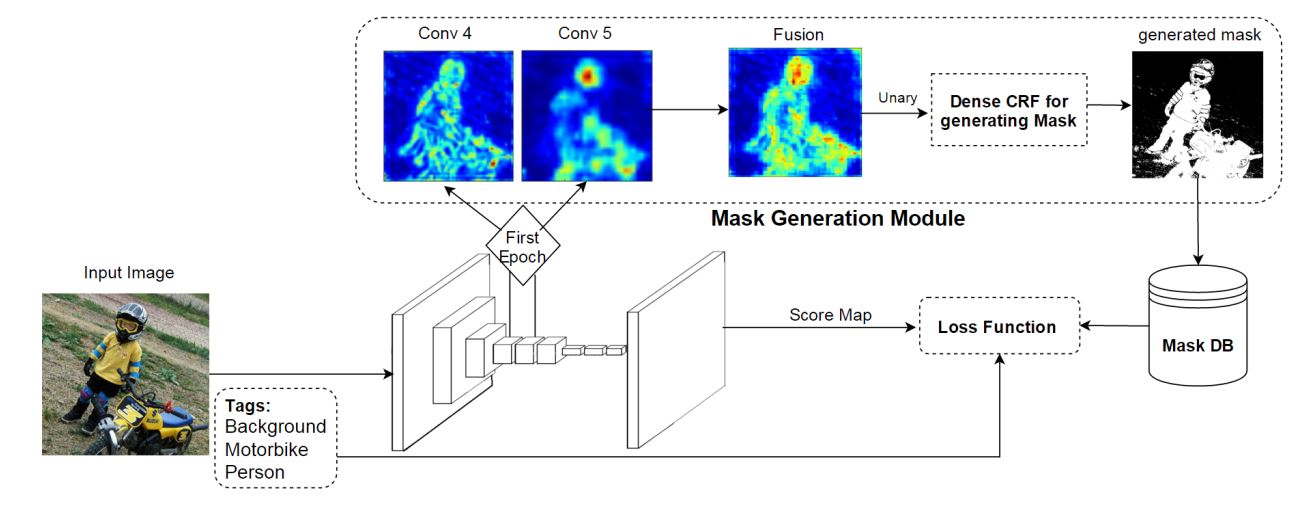 Conv 4
Conv 5
Fusion
generated mask
Unary
Dense CRF for
generating Mask
Mask Generation Module
First
Epoch
Input Image
Score Map
Loss Function
Mask DB
Tags:
Background
Motorbike
Person